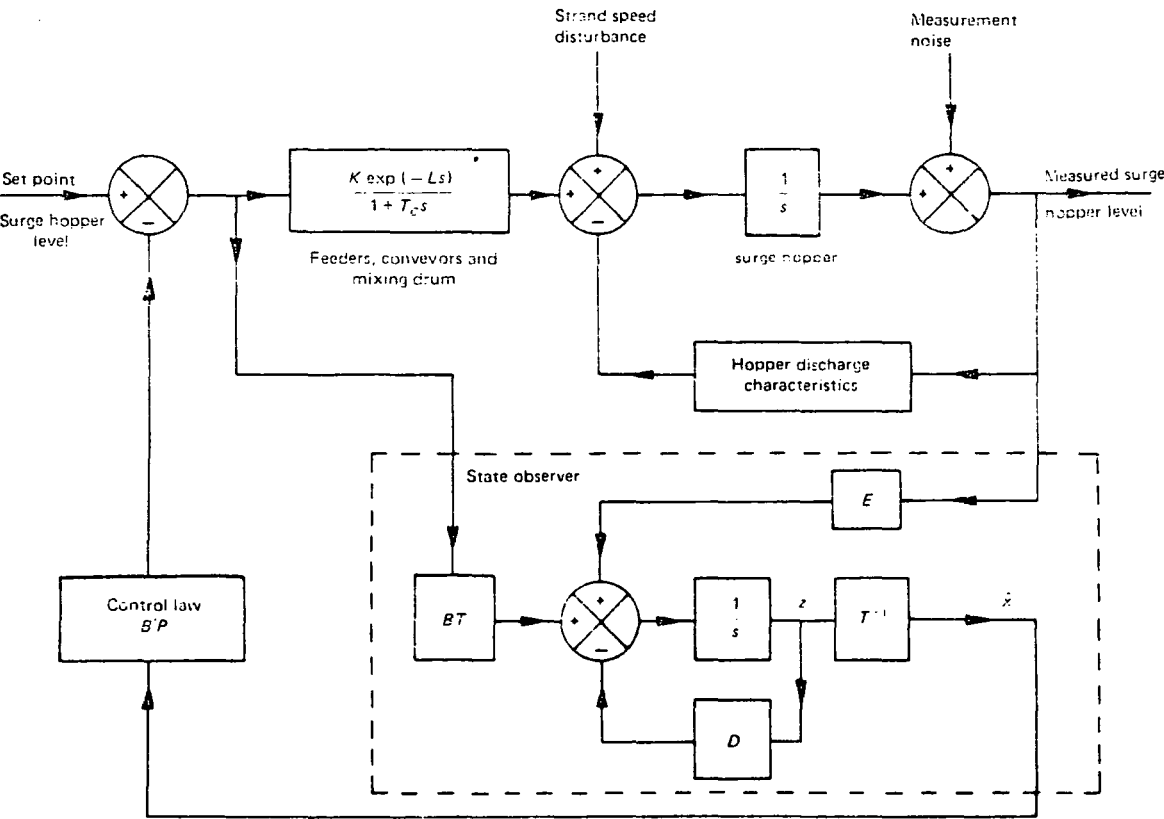 Strand speed
disturbance
Measurement
noise
Set point
+
−
Surge hopper
level
K exp (−Ls)
1 + Tcs
Feeders, conveyors and
mixing drum
+
+
−
1
s
surge hopper
+
+
Measured surge
hopper level
Hopper discharge
characteristics
State observer
E
Control law
B'P
BT
+
+
−
1
s
z
T⁻¹
x̂
D